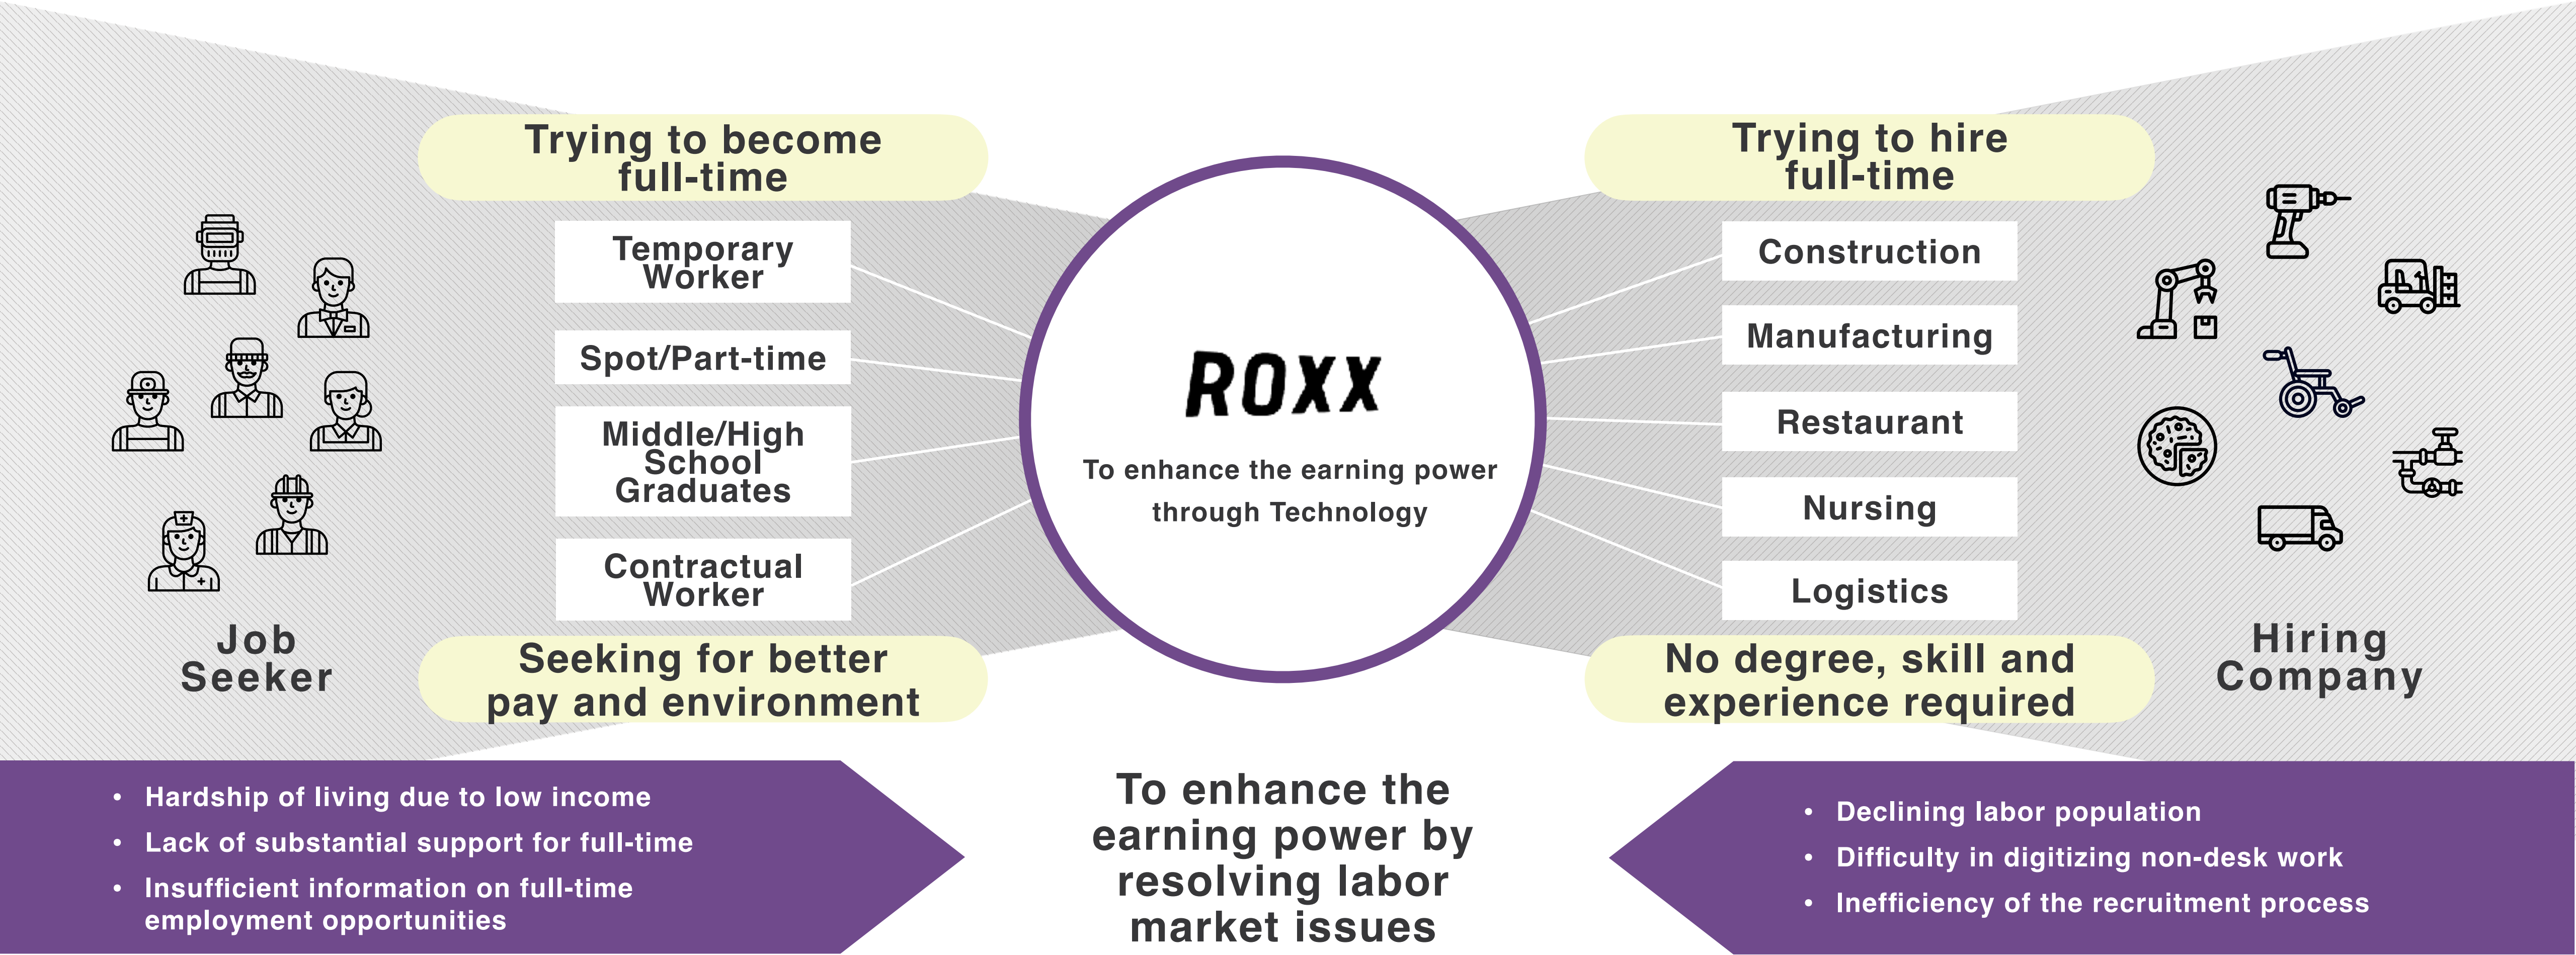 Trying to become
full-time
Temporary
Worker
Spot/Part-time
Middle/High
School
Graduates
Contractual
Worker
Seeking for better
pay and environment
Job
Seeker
ROXX
To enhance the earning power
through Technology
Trying to hire
full-time
Construction
Manufacturing
Restaurant
Nursing
Logistics
No degree, skill and
experience required
Hiring
Company
• Hardship of living due to low income
• Lack of substantial support for full-time
• Insufficient information on full-time
employment opportunities
To enhance the
earning power by
resolving labor
market issues
• Declining labor population
• Difficulty in digitizing non-desk work
• Inefficiency of the recruitment process